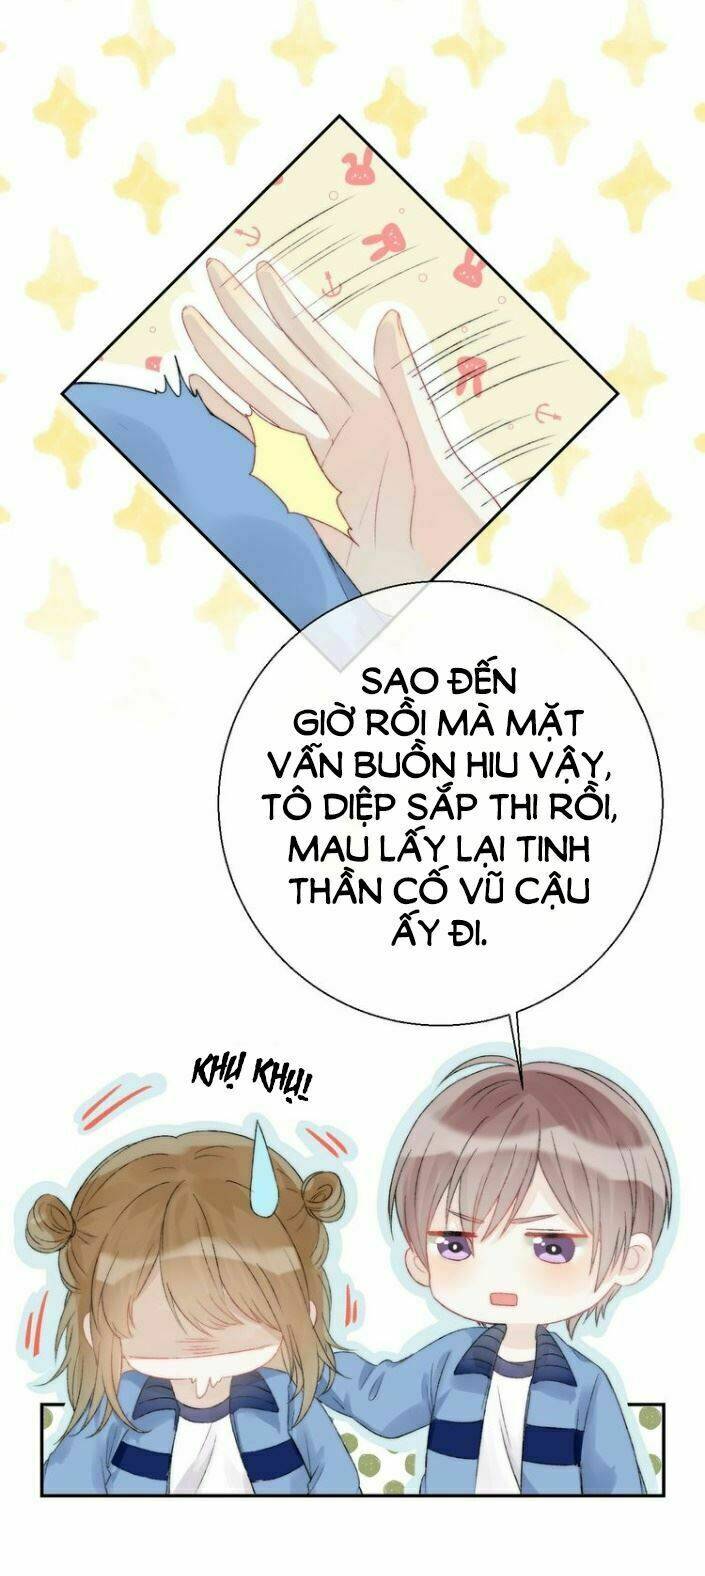 SAO ĐẾN
GIỜ RỒI MÀ MẶT
VẪN BUỒN HIU VẬY,
TÔ DIỆP SẮP THI RỒI,
MAU LẤY LẠI TINH
THẦN CỐ VŨ CẬU
ẤY ĐI.
KHỤ KHỤ!